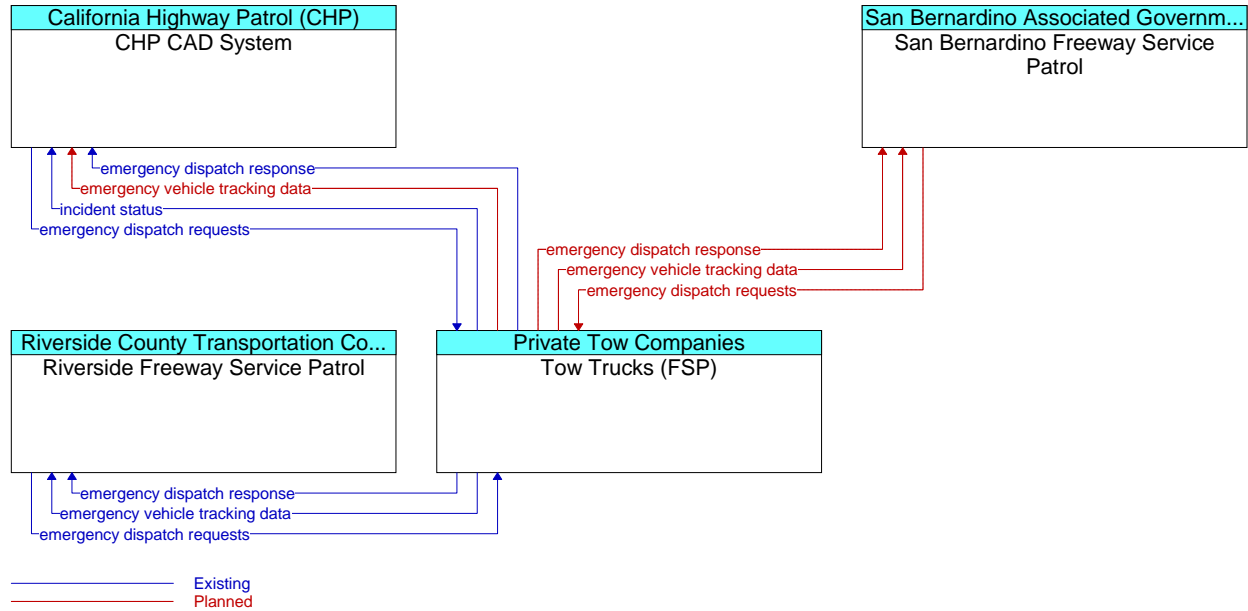 California Highway Patrol (CHP)
CHP CAD System
San Bernardino Associated Governm...
San Bernardino Freeway Service
Patrol
emergency dispatch response
emergency vehicle tracking data
incident status
emergency dispatch requests
emergency dispatch response
emergency vehicle tracking data
emergency dispatch requests
Riverside County Transportation Co...
Riverside Freeway Service Patrol
Private Tow Companies
Tow Trucks (FSP)
emergency dispatch response
emergency vehicle tracking data
emergency dispatch requests
Existing
Planned